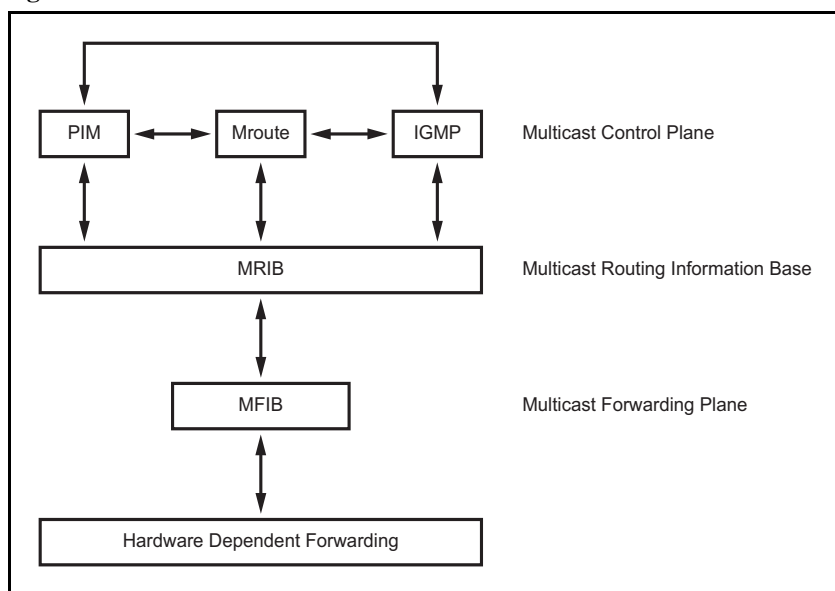 PIM Mroute IGMP Multicast Control Plane
MRIB Multicast Routing Information Base
MFIB Multicast Forwarding Plane
Hardware Dependent Forwarding